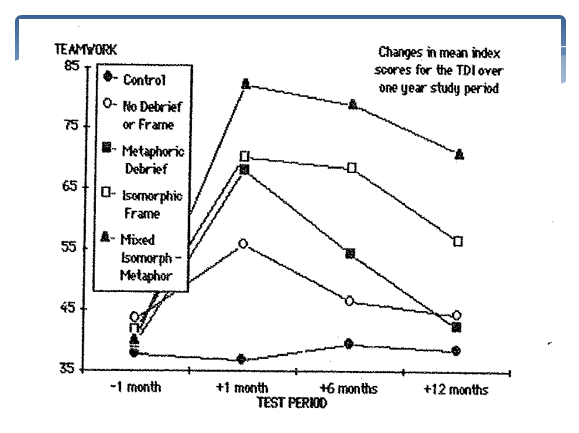 TEAMWORK
Changes in mean index
scores for the TDI over
one year study period
85
75
65
55
45
35
Control
No Debrief
or Frame
Metaphoric
Debrief
Isomorphic
Frame
Mixed
Isomorph -
Metaphor
-1 month
+1 month
+6 months
+12 months
TEST PERIOD